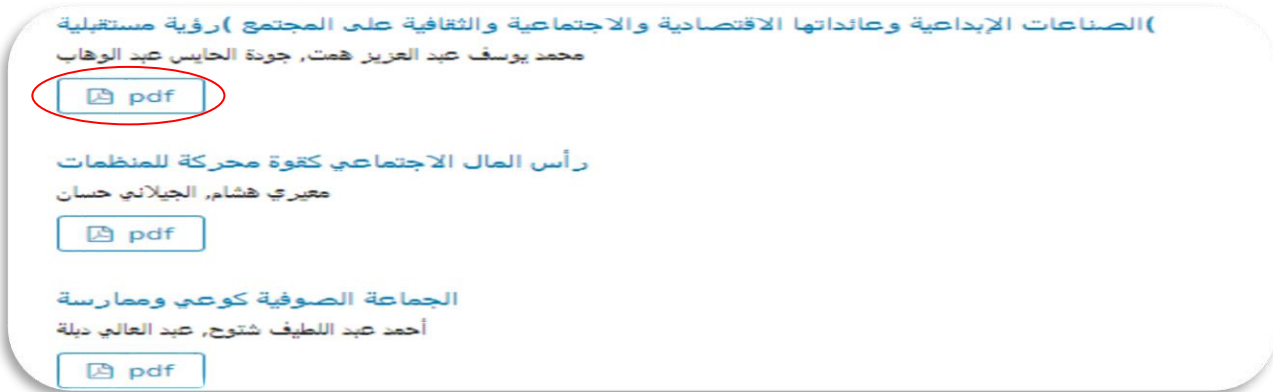 الصناعات الإبداعية وعائداتها الاقتصادية والاجتماعية والثقافية على المجتمع )رؤية مستقبلية(
محمد يوسف عبد العزيز همت, جودة الحايس عبد الوهاب
pdf
رأس المال الاجتماعي كقوة محركة للمنظمات
معيري هشام, الجيلاني حسان
pdf
الجماعة الصوفية كوعي وممارسة
أحمد عبد اللطيف شتوح, عبد العالي دبلة
pdf